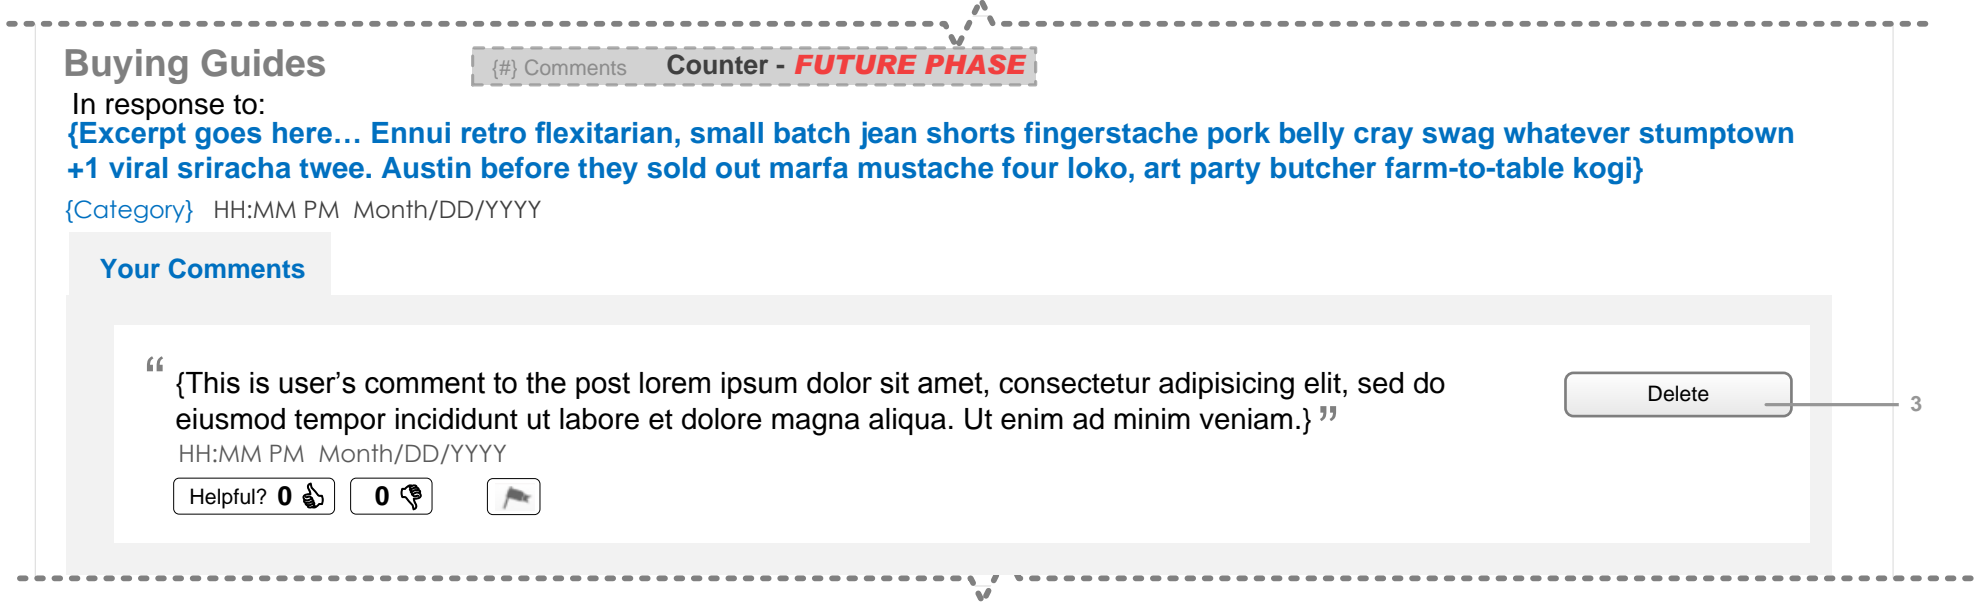 Buying Guides
{#} Comments Counter - FUTURE PHASE
In response to:
{Excerpt goes here… Ennui retro flexitarian, small batch jean shorts fingerstache pork belly cray swag whatever stumptown
+1 viral sriracha twee. Austin before they sold out marfa mustache four loko, art party butcher farm-to-table kogi}
{Category} HH:MM PM Month/DD/YYYY
Your Comments
“ {This is user’s comment to the post lorem ipsum dolor sit amet, consectetur adipisicing elit, sed do
eiusmod tempor incididunt ut labore et dolore magna aliqua. Ut enim ad minim veniam.} ”
Delete
3
HH:MM PM Month/DD/YYYY
Helpful? 0 0